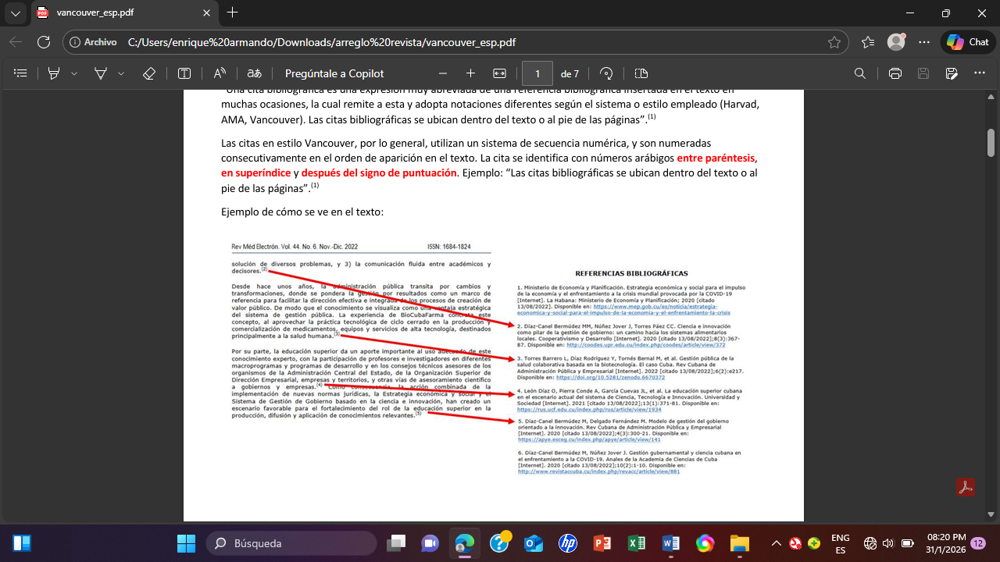 vancouver_esp.pdf
Archivo
C:/Users/enrique%20armando/Downloads/arreglo%20revista/vancouver_esp.pdf
Chat
Pregúntele a Copilot
1 de 7
“Una cita bibliográfica es una expresión muy abreviada de una referencia bibliográfica insertada en el texto en
muchas ocasiones, la cual remite a esta y adopta notaciones diferentes según el sistema o estilo empleado (Harvad,
AMA, Vancouver). Las citas bibliográficas se ubican dentro del texto o al pie de las páginas”.(1)
Las citas en estilo Vancouver, por lo general, utilizan un sistema de secuencia numérica, y son numeradas
consecutivamente en el orden de aparición en el texto. La cita se identifica con números arábigos entre paréntesis,
en superíndice y después del signo de puntuación. Ejemplo: “Las citas bibliográficas se ubican dentro del texto o al
pie de las páginas”.(1)
Ejemplo de cómo se ve en el texto:
Rev Méd Electrón. Vol. 44. No. 6. Nov.-Dic. 2022 ISSN: 1684-1824
solución de diversos problemas, y 3) la comunicación fluida entre académicos y
decisores.(2)
Desde hace unos años, la administración pública transita por cambios y
transformaciones, donde se pondera la gestión por resultados como un marco de
referencia para facilitar la dirección efectiva e integrada de los procesos de creación de
valor público. De modo que el conocimiento se visualiza como una ventaja estratégica
del sistema de gestión pública. La experiencia de BioCubaFarma concreta este
concepto, al aprovechar la práctica tecnológica de ciclo cerrado en la producción y
comercialización de medicamentos, equipos y servicios de alta tecnología, destinados
principalmente a la salud humana.(3)
Por su parte, la educación superior da un aporte importante al uso adecuado de este
conocimiento experto, con la participación de profesores e investigadores en diferentes
macroprogramas y programas de desarrollo y en los consejos técnicos asesores de los
organismos de la Administración Central del Estado, de la Organización Superior de
Dirección Empresarial, empresas y territorios, y otras vías de asesoramiento científico
a gobiernos y empresas.(4) Como consecuencia, la acción combinada de la
implementación de nuevas normas jurídicas, la Estrategia económica y social y el
Sistema de Gestión de Gobierno basado en la ciencia e innovación, han creado un
escenario favorable para el fortalecimiento del rol de la educación superior en la
producción, difusión y aplicación de conocimientos relevantes.(5)
REFERENCIAS BIBLIOGRÁFICAS
1. Ministerio de Economía y Planificación. Estrategia económica y social para el impulso
de la economía y el enfrentamiento a la crisis mundial provocada por la COVID-19
[Internet]. La Habana: Ministerio de Economía y Planificación; 2020 [citado
13/08/2022]. Disponible en: https://www.mep.gob.cu/es/noticia/estrategia-
economica-y-social-para-el-impulso-de-la-economia-y-el-enfrentamiento-la-crisis
2. Díaz-Canel Bermúdez MM, Núñez Jover J, Torres Páez CC. Ciencia e innovación
como pilar de la gestión de gobierno: un camino hacia los sistemas alimentarios
locales. Cooperativismo y Desarrollo [Internet]. 2020 [citado 13/08/2022];8(3):367-
87. Disponible en: http://coodes.upr.edu.cu/index.php/coodes/article/view/372
3. Torres Barrero L, Díaz Rodríguez Y, Tornés Bernal M, et al. Gestión pública de la
salud colaborativa basada en la biotecnología. El caso Cuba. Rev Cubana de
Administración Pública y Empresarial [Internet]. 2022 [citado 13/08/2022];6(2):e217.
Disponible en: https://doi.org/10.5281/zenodo.6670372
4. León Díaz O, Pierra Conde A, García Cuevas JL, et al. La educación superior cubana
en el escenario actual del sistema de Ciencia, Tecnología e Innovación. Universidad y
Sociedad [Internet]. 2021 [citado 13/08/2022];13(1):371-81. Disponible en:
https://rus.ucf.edu.cu/index.php/rus/article/view/1934
5. Díaz-Canel Bermúdez M, Delgado Fernández M. Modelo de gestión del gobierno
orientado a la innovación. Rev Cubana de Administración Pública y Empresarial
[Internet]. 2020 [citado 13/08/2022];4(3):300-21. Disponible en:
https://apye.esceg.cu/index.php/apye/article/view/141
6. Díaz-Canel Bermúdez M, Núñez Jover J. Gestión gubernamental y ciencia cubana en
el enfrentamiento a la COVID-19. Anales de la Academia de Ciencias de Cuba
[Internet]. 2020 [citado 13/08/2022];10(2):1-10. Disponible en:
http://www.revistaccuba.cu/index.php/revacc/article/view/881
Búsqueda
ENG
ES
08:20 PM
31/1/2026
12